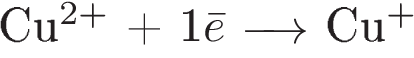 Cu²⁺ + 1ē ⟶ Cu⁺